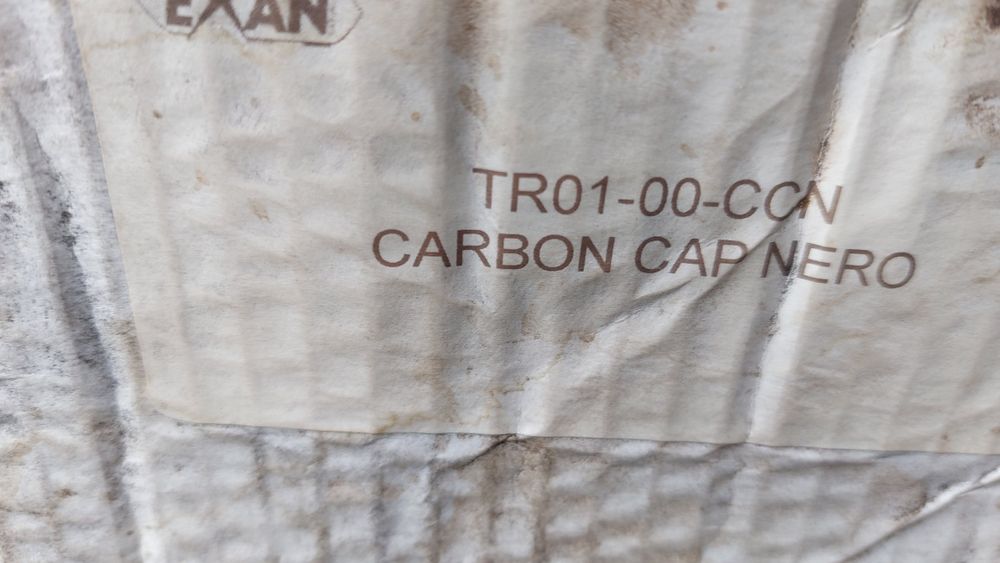 EXAN
TR01-00-CCN
CARBON CAP NERO